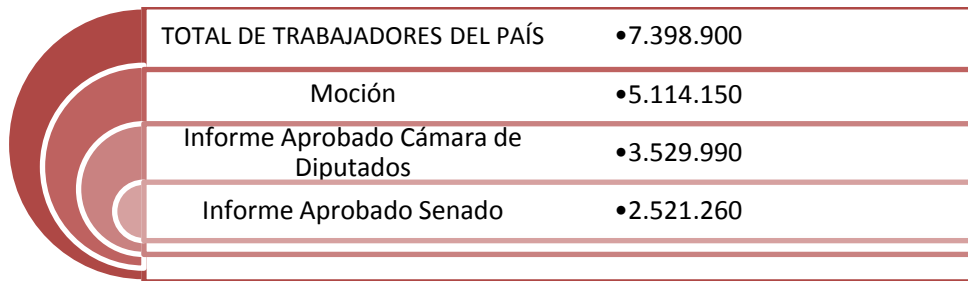 TOTAL DE TRABAJADORES DEL PAÍS •7.398.900
Moción •5.114.150
Informe Aprobado Cámara de
Diputados •3.529.990
Informe Aprobado Senado •2.521.260